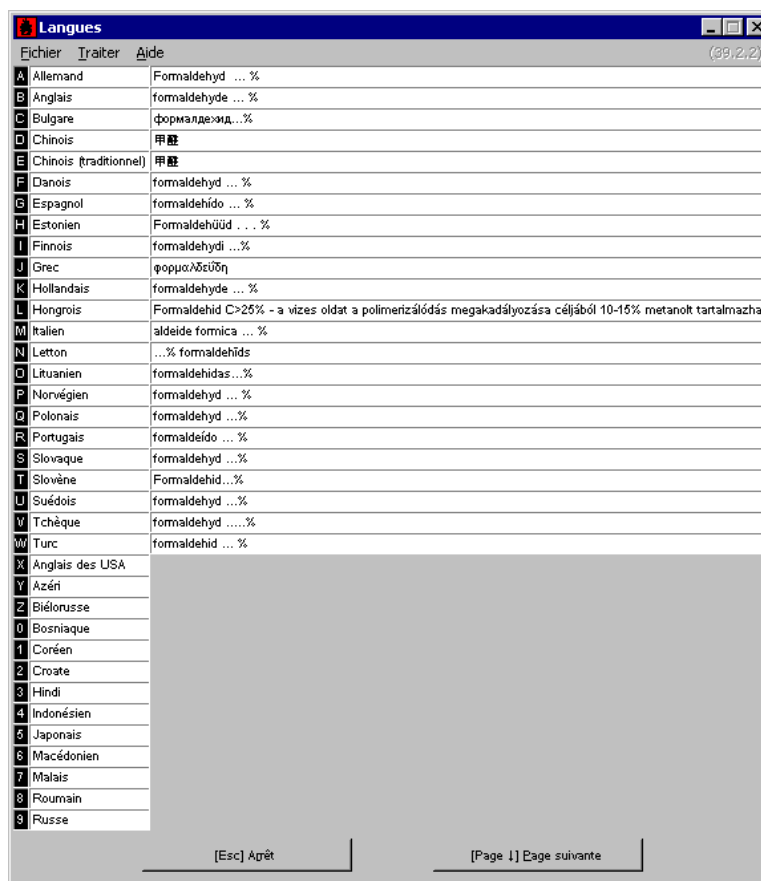 Langues
Fichier Traiter Aide (39,2,2)
A Allemand Formaldehyd ... %
B Anglais formaldehyde ... %
C Bulgare формалдехид...%
D Chinois 甲醛
E Chinois (traditionnel) 甲醛
F Danois formaldehyd ... %
G Espagnol formaldehído ... %
H Estonien Formaldehüüd . . . %
I Finnois formaldehydi ...%
J Grec φορμαλδεΰδη
K Hollandais formaldehyde ... %
L Hongrois Formaldehid C>25% - a vizes oldat a polimerizálódás megakadályozása céljából 10-15% metanolt tartalmazha
M Italien aldeide formica ... %
N Letton ...% formaldehīds
O Lituanien formaldehidas...%
P Norvégien formaldehyd ... %
Q Polonais formaldehyd ...%
R Portugais formaldeído ... %
S Slovaque formaldehyd ...%
T Slovène Formaldehid...%
U Suédois formaldehyd ...%
V Tchèque formaldehyd .....%
W Turc formaldehid ... %
X Anglais des USA
Y Azéri
Z Biélorusse
0 Bosniaque
1 Coréen
2 Croate
3 Hindi
4 Indonésien
5 Japonais
6 Macédonien
7 Malais
8 Roumain
9 Russe
[Esc] Arrêt [Page ↓] Page suivante